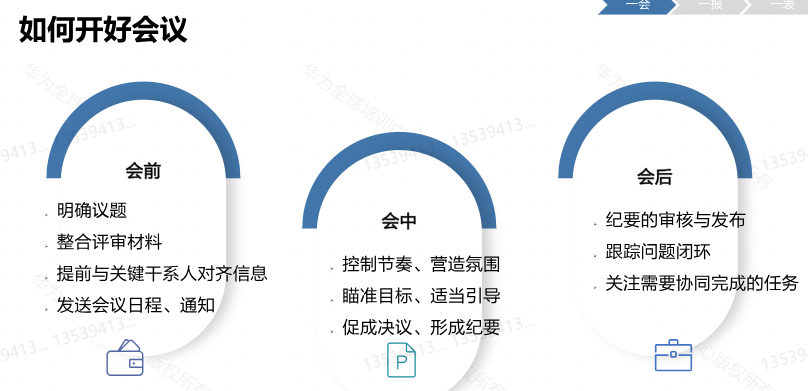 一会
一报
一表
如何开好会议
会前
明确议题
整合评审材料
提前与关键干系人对齐信息
发送会议日程、通知
会中
控制节奏、营造氛围
瞄准目标、适当引导
促成决议、形成纪要
P
会后
纪要的审核与发布
跟踪问题闭环
关注需要协同完成的任务